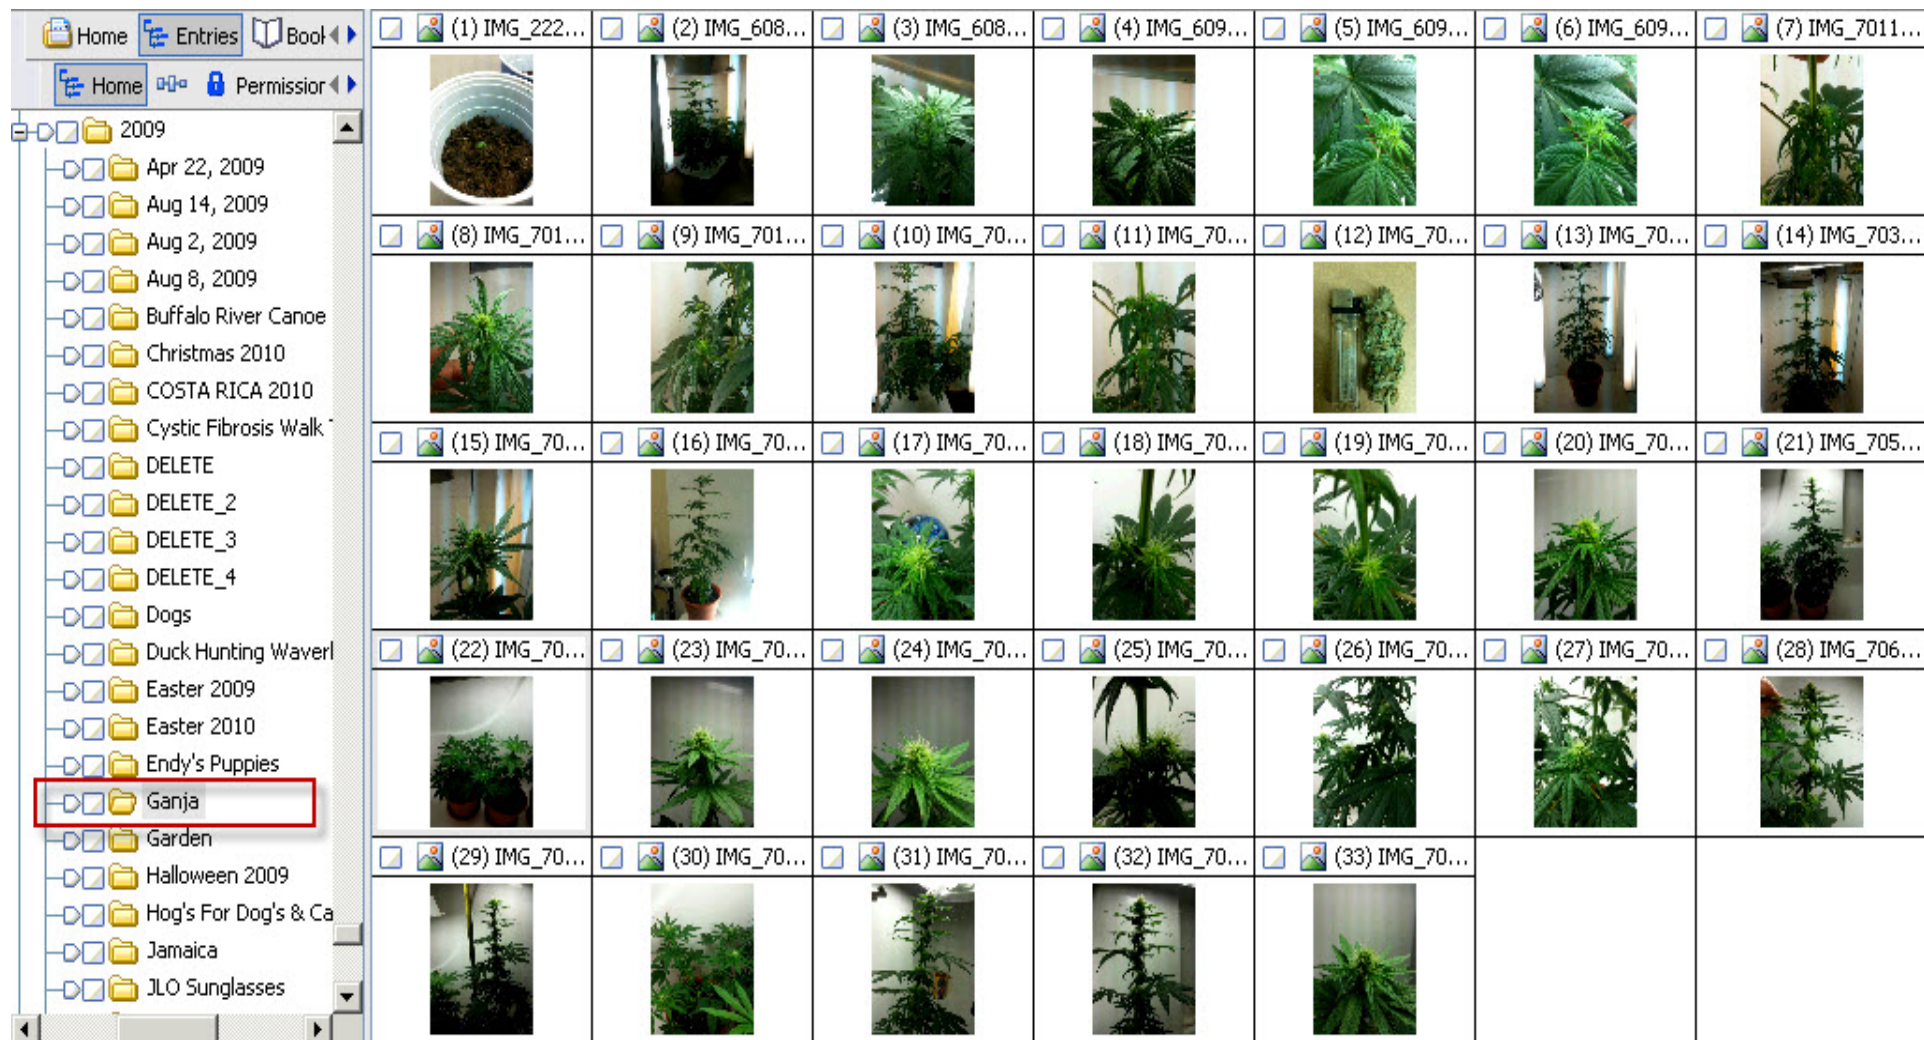 Home Entries Book
Home Permission
2009
Apr 22, 2009
Aug 14, 2009
Aug 2, 2009
Aug 8, 2009
Buffalo River Canoe
Christmas 2010
COSTA RICA 2010
Cystic Fibrosis Walk
DELETE
DELETE_2
DELETE_3
DELETE_4
Dogs
Duck Hunting Waverl
Easter 2009
Easter 2010
Endy's Puppies
Ganja
Garden
Halloween 2009
Hog's For Dog's & Ca
Jamaica
JLO Sunglasses
(1) IMG_222... (2) IMG_608... (3) IMG_608... (4) IMG_609... (5) IMG_609... (6) IMG_609... (7) IMG_7011...
(8) IMG_701... (9) IMG_701... (10) IMG_70... (11) IMG_70... (12) IMG_70... (13) IMG_70... (14) IMG_703...
(15) IMG_70... (16) IMG_70... (17) IMG_70... (18) IMG_70... (19) IMG_70... (20) IMG_70... (21) IMG_705...
(22) IMG_70... (23) IMG_70... (24) IMG_70... (25) IMG_70... (26) IMG_70... (27) IMG_70... (28) IMG_706...
(29) IMG_70... (30) IMG_70... (31) IMG_70... (32) IMG_70... (33) IMG_70...